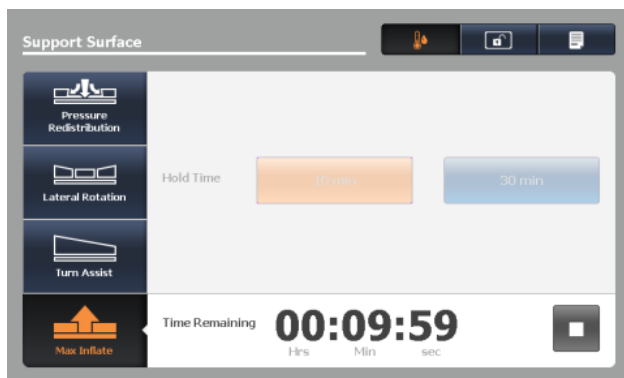 Support Surface
Pressure
Redistribution
Lateral Rotation
Turn Assist
Max Inflate
Hold Time
10 min
30 min
Time Remaining
00:09:59
Hrs Min sec